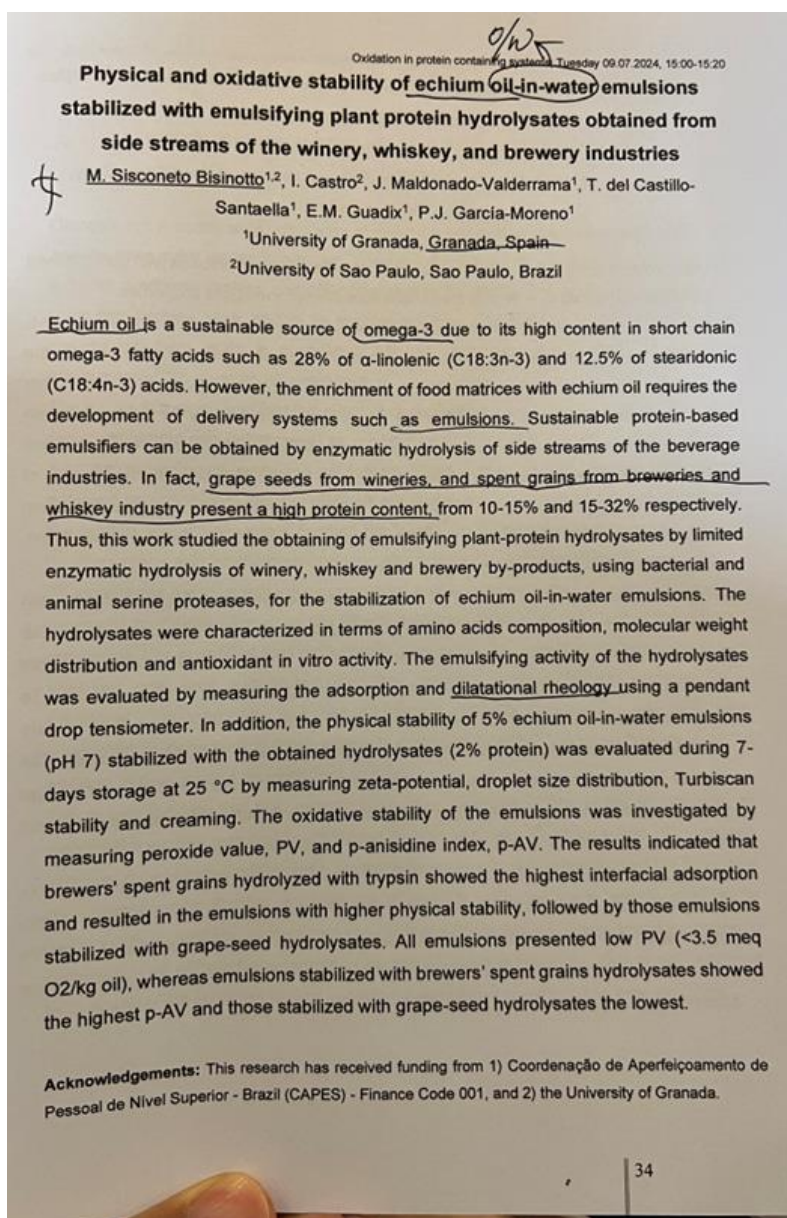 O/W
Oxidation in protein containing systems, Tuesday 09.07.2024, 15:00-15:20
Physical and oxidative stability of echium oil-in-water emulsions
stabilized with emulsifying plant protein hydrolysates obtained from
side streams of the winery, whiskey, and brewery industries
M. Sisconeto Bisinotto1,2, I. Castro2, J. Maldonado-Valderrama1, T. del Castillo-
Santaella1, E.M. Guadix1, P.J. García-Moreno1
1University of Granada, Granada, Spain
2University of Sao Paulo, Sao Paulo, Brazil
Echium oil is a sustainable source of omega-3 due to its high content in short chain
omega-3 fatty acids such as 28% of α-linolenic (C18:3n-3) and 12.5% of stearidonic
(C18:4n-3) acids. However, the enrichment of food matrices with echium oil requires the
development of delivery systems such as emulsions. Sustainable protein-based
emulsifiers can be obtained by enzymatic hydrolysis of side streams of the beverage
industries. In fact, grape seeds from wineries, and spent grains from breweries and
whiskey industry present a high protein content, from 10-15% and 15-32% respectively.
Thus, this work studied the obtaining of emulsifying plant-protein hydrolysates by limited
enzymatic hydrolysis of winery, whiskey and brewery by-products, using bacterial and
animal serine proteases, for the stabilization of echium oil-in-water emulsions. The
hydrolysates were characterized in terms of amino acids composition, molecular weight
distribution and antioxidant in vitro activity. The emulsifying activity of the hydrolysates
was evaluated by measuring the adsorption and dilatational rheology using a pendant
drop tensiometer. In addition, the physical stability of 5% echium oil-in-water emulsions
(pH 7) stabilized with the obtained hydrolysates (2% protein) was evaluated during 7-
days storage at 25 °C by measuring zeta-potential, droplet size distribution, Turbiscan
stability and creaming. The oxidative stability of the emulsions was investigated by
measuring peroxide value, PV, and p-anisidine index, p-AV. The results indicated that
brewers' spent grains hydrolyzed with trypsin showed the highest interfacial adsorption
and resulted in the emulsions with higher physical stability, followed by those emulsions
stabilized with grape-seed hydrolysates. All emulsions presented low PV (<3.5 meq
O2/kg oil), whereas emulsions stabilized with brewers' spent grains hydrolysates showed
the highest p-AV and those stabilized with grape-seed hydrolysates the lowest.
Acknowledgements: This research has received funding from 1) Coordenação de Aperfeiçoamento de
Pessoal de Nível Superior - Brazil (CAPES) - Finance Code 001, and 2) the University of Granada.
34